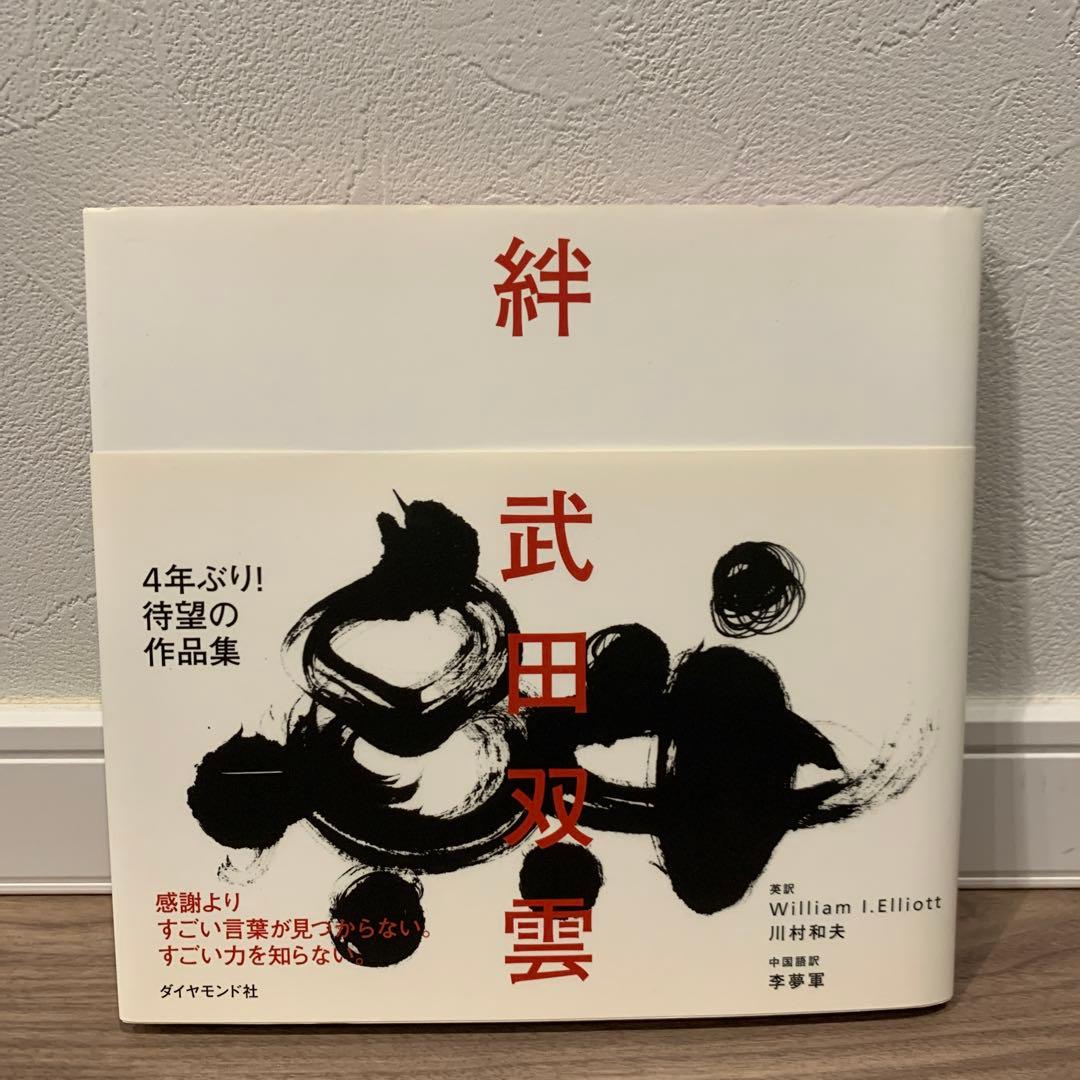 絆
武田双雲
4年ぶり!
待望の
作品集
感謝より
すごい言葉が見つからない。
すごい力を知らない。
ダイヤモンド社
英訳
William I.Elliott
川村和夫
中国語訳
李夢軍